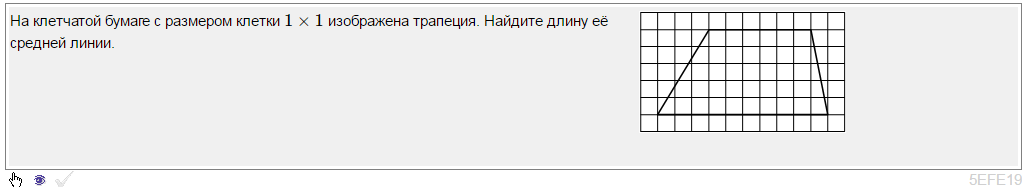 На клетчатой бумаге с размером клетки 1 × 1 изображена трапеция. Найдите длину её
средней линии.
5EFE19